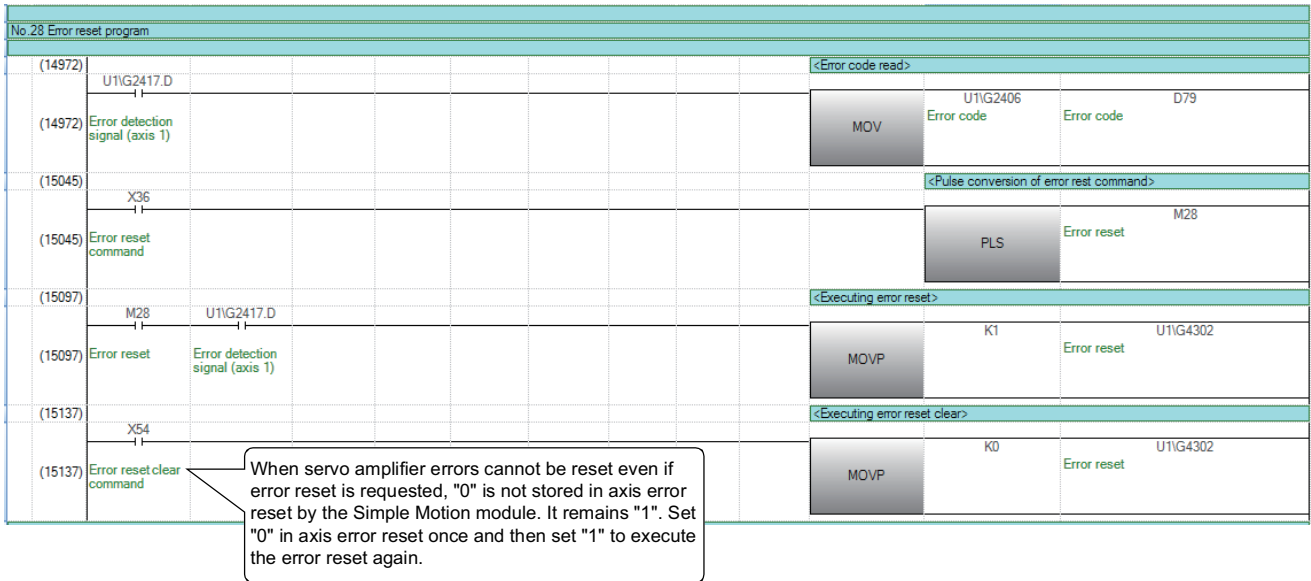 No.28 Error reset program
(14972)
<Error code read>
U1\G2417.D
U1\G2406
D79
(14972)
Error detection
signal (axis 1)
MOV
Error code
Error code
(15045)
<Pulse conversion of error rest command>
X36
M28
(15045)
Error reset
command
PLS
Error reset
(15097)
<Executing error reset>
M28
U1\G2417.D
K1
U1\G4302
(15097)
Error reset
Error detection
signal (axis 1)
MOVP
Error reset
(15137)
<Executing error reset clear>
X54
K0
U1\G4302
(15137)
Error reset clear
command
MOVP
Error reset
When servo amplifier errors cannot be reset even if
error reset is requested, "0" is not stored in axis error
reset by the Simple Motion module. It remains "1". Set
"0" in axis error reset once and then set "1" to execute
the error reset again.